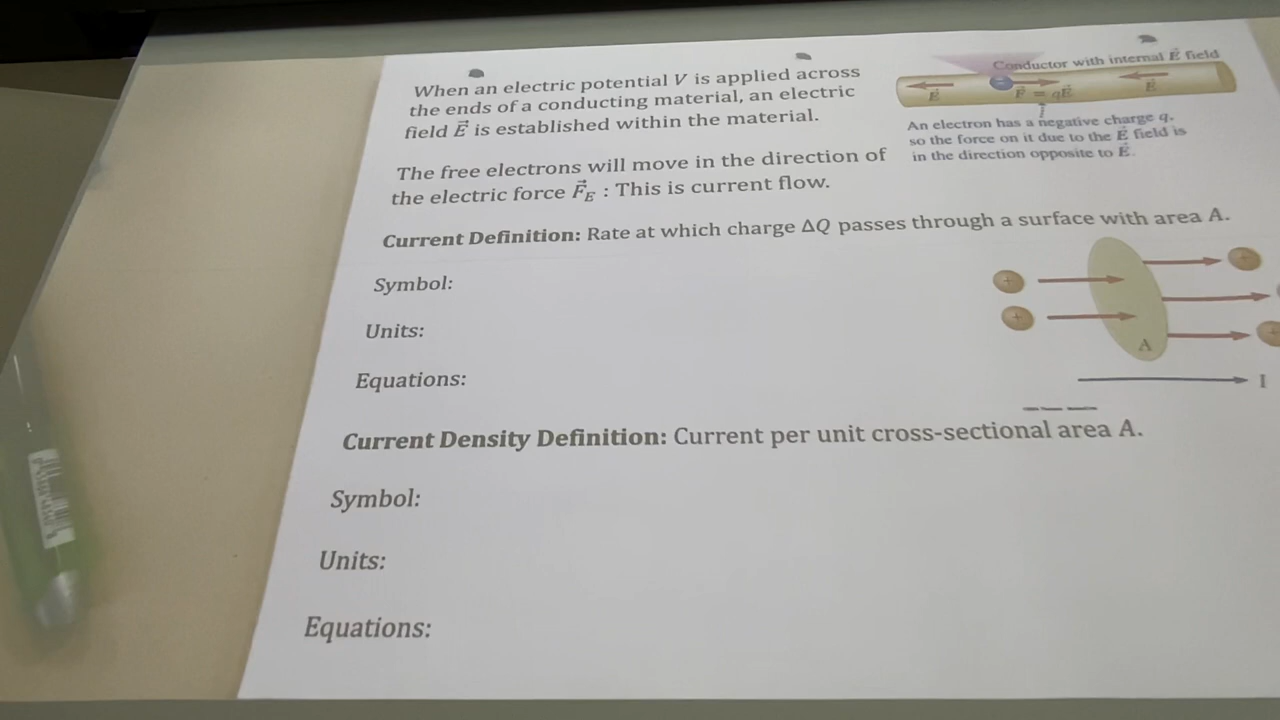 When an electric potential V is applied across
the ends of a conducting material, an electric
field E⃗ is established within the material.
The free electrons will move in the direction of
the electric force F⃗_E : This is current flow.
Conductor with internal E⃗ field
E⃗
F⃗ = qE⃗
E⃗
An electron has a negative charge q,
so the force on it due to the E⃗ field is
in the direction opposite to E⃗.
Current Definition: Rate at which charge ΔQ passes through a surface with area A.
Symbol:
Units:
Equations:
A
I
Current Density Definition: Current per unit cross-sectional area A.
Symbol:
Units:
Equations: